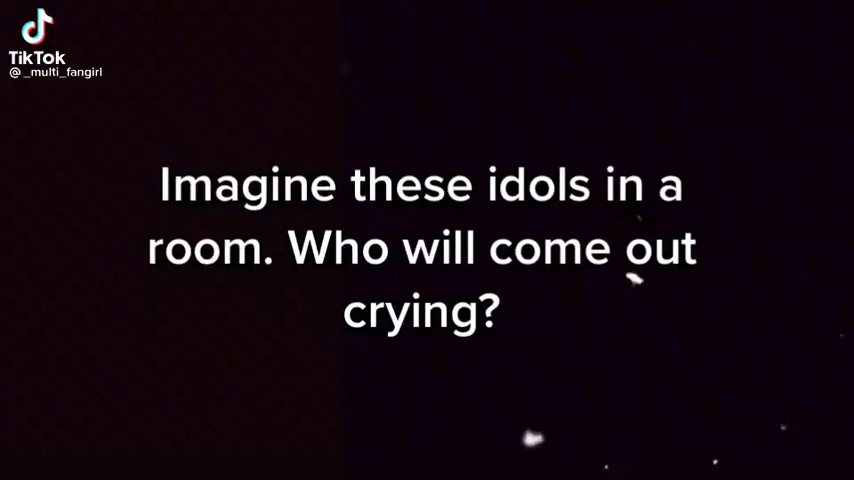 TikTok
@_multi_fangirl
Imagine these idols in a
room. Who will come out
crying?